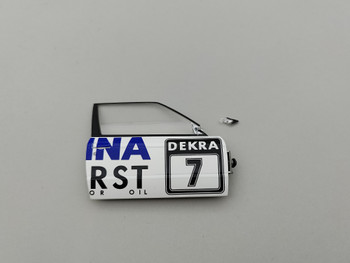 INA
RST
OR OIL
DEKRA
7